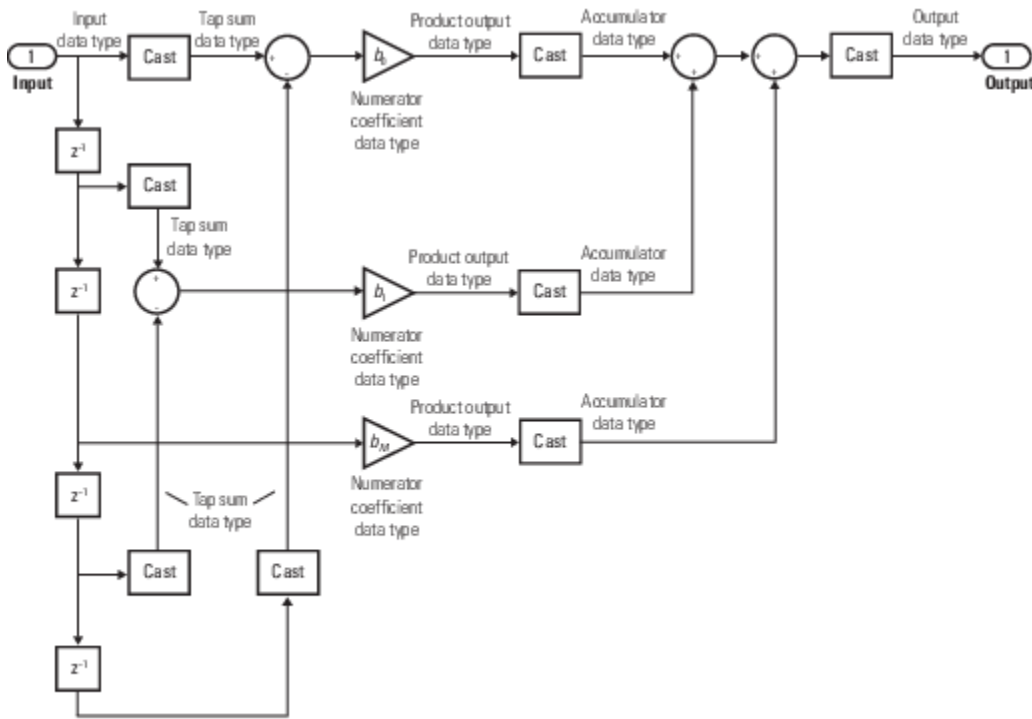 Input
data type
Tap sum
data type
Product output
data type
Accumulator
data type
Output
data type
1
Input
Cast
+
-
b0
Cast
+
+
+
+
Cast
1
Output
Numerator
coefficient
data type
z-1
Cast
Tap sum
data type
z-1
+
-
b1
Product output
data type
Cast
Accumulator
data type
Numerator
coefficient
data type
bM
Product output
data type
Cast
Accumulator
data type
z-1
Tap sum
data type
Numerator
coefficient
data type
Cast
Cast
z-1